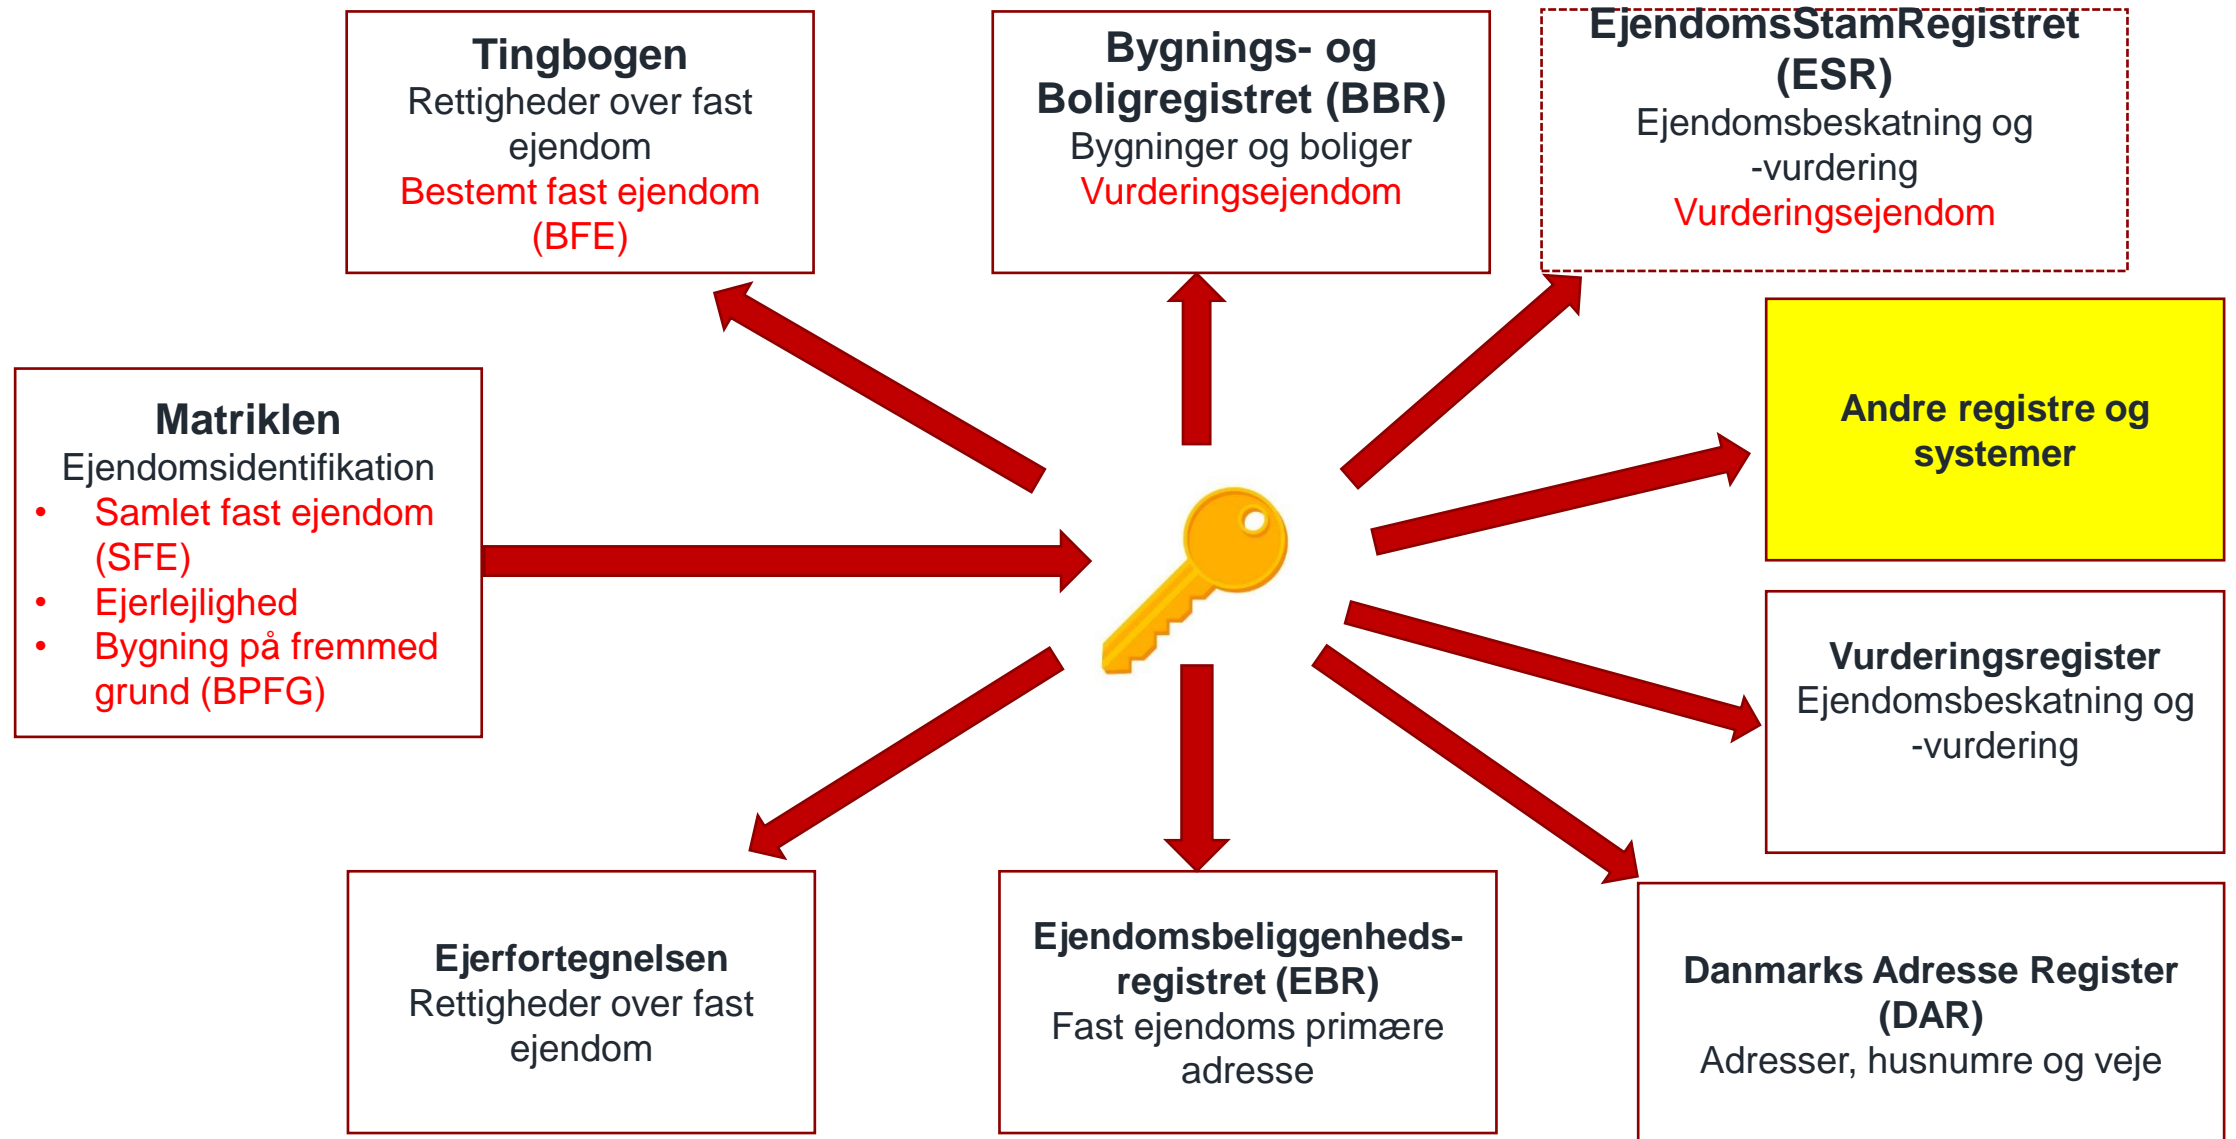 Tingbogen
Rettigheder over fast
ejendom
Bestemt fast ejendom
(BFE)
Bygnings- og
Boligregistret (BBR)
Bygninger og boliger
Vurderingsejendom
EjendomsStamRegistret
(ESR)
Ejendomsbeskatning og
-vurdering
Vurderingsejendom
Matriklen
Ejendomsidentifikation
• Samlet fast ejendom
(SFE)
• Ejerlejlighed
• Bygning på fremmed
grund (BPFG)
Andre registre og
systemer
Vurderingsregister
Ejendomsbeskatning og
-vurdering
Ejerfortegnelsen
Rettigheder over fast
ejendom
Ejendomsbeliggenheds-
registret (EBR)
Fast ejendoms primære
adresse
Danmarks Adresse Register
(DAR)
Adresser, husnumre og veje